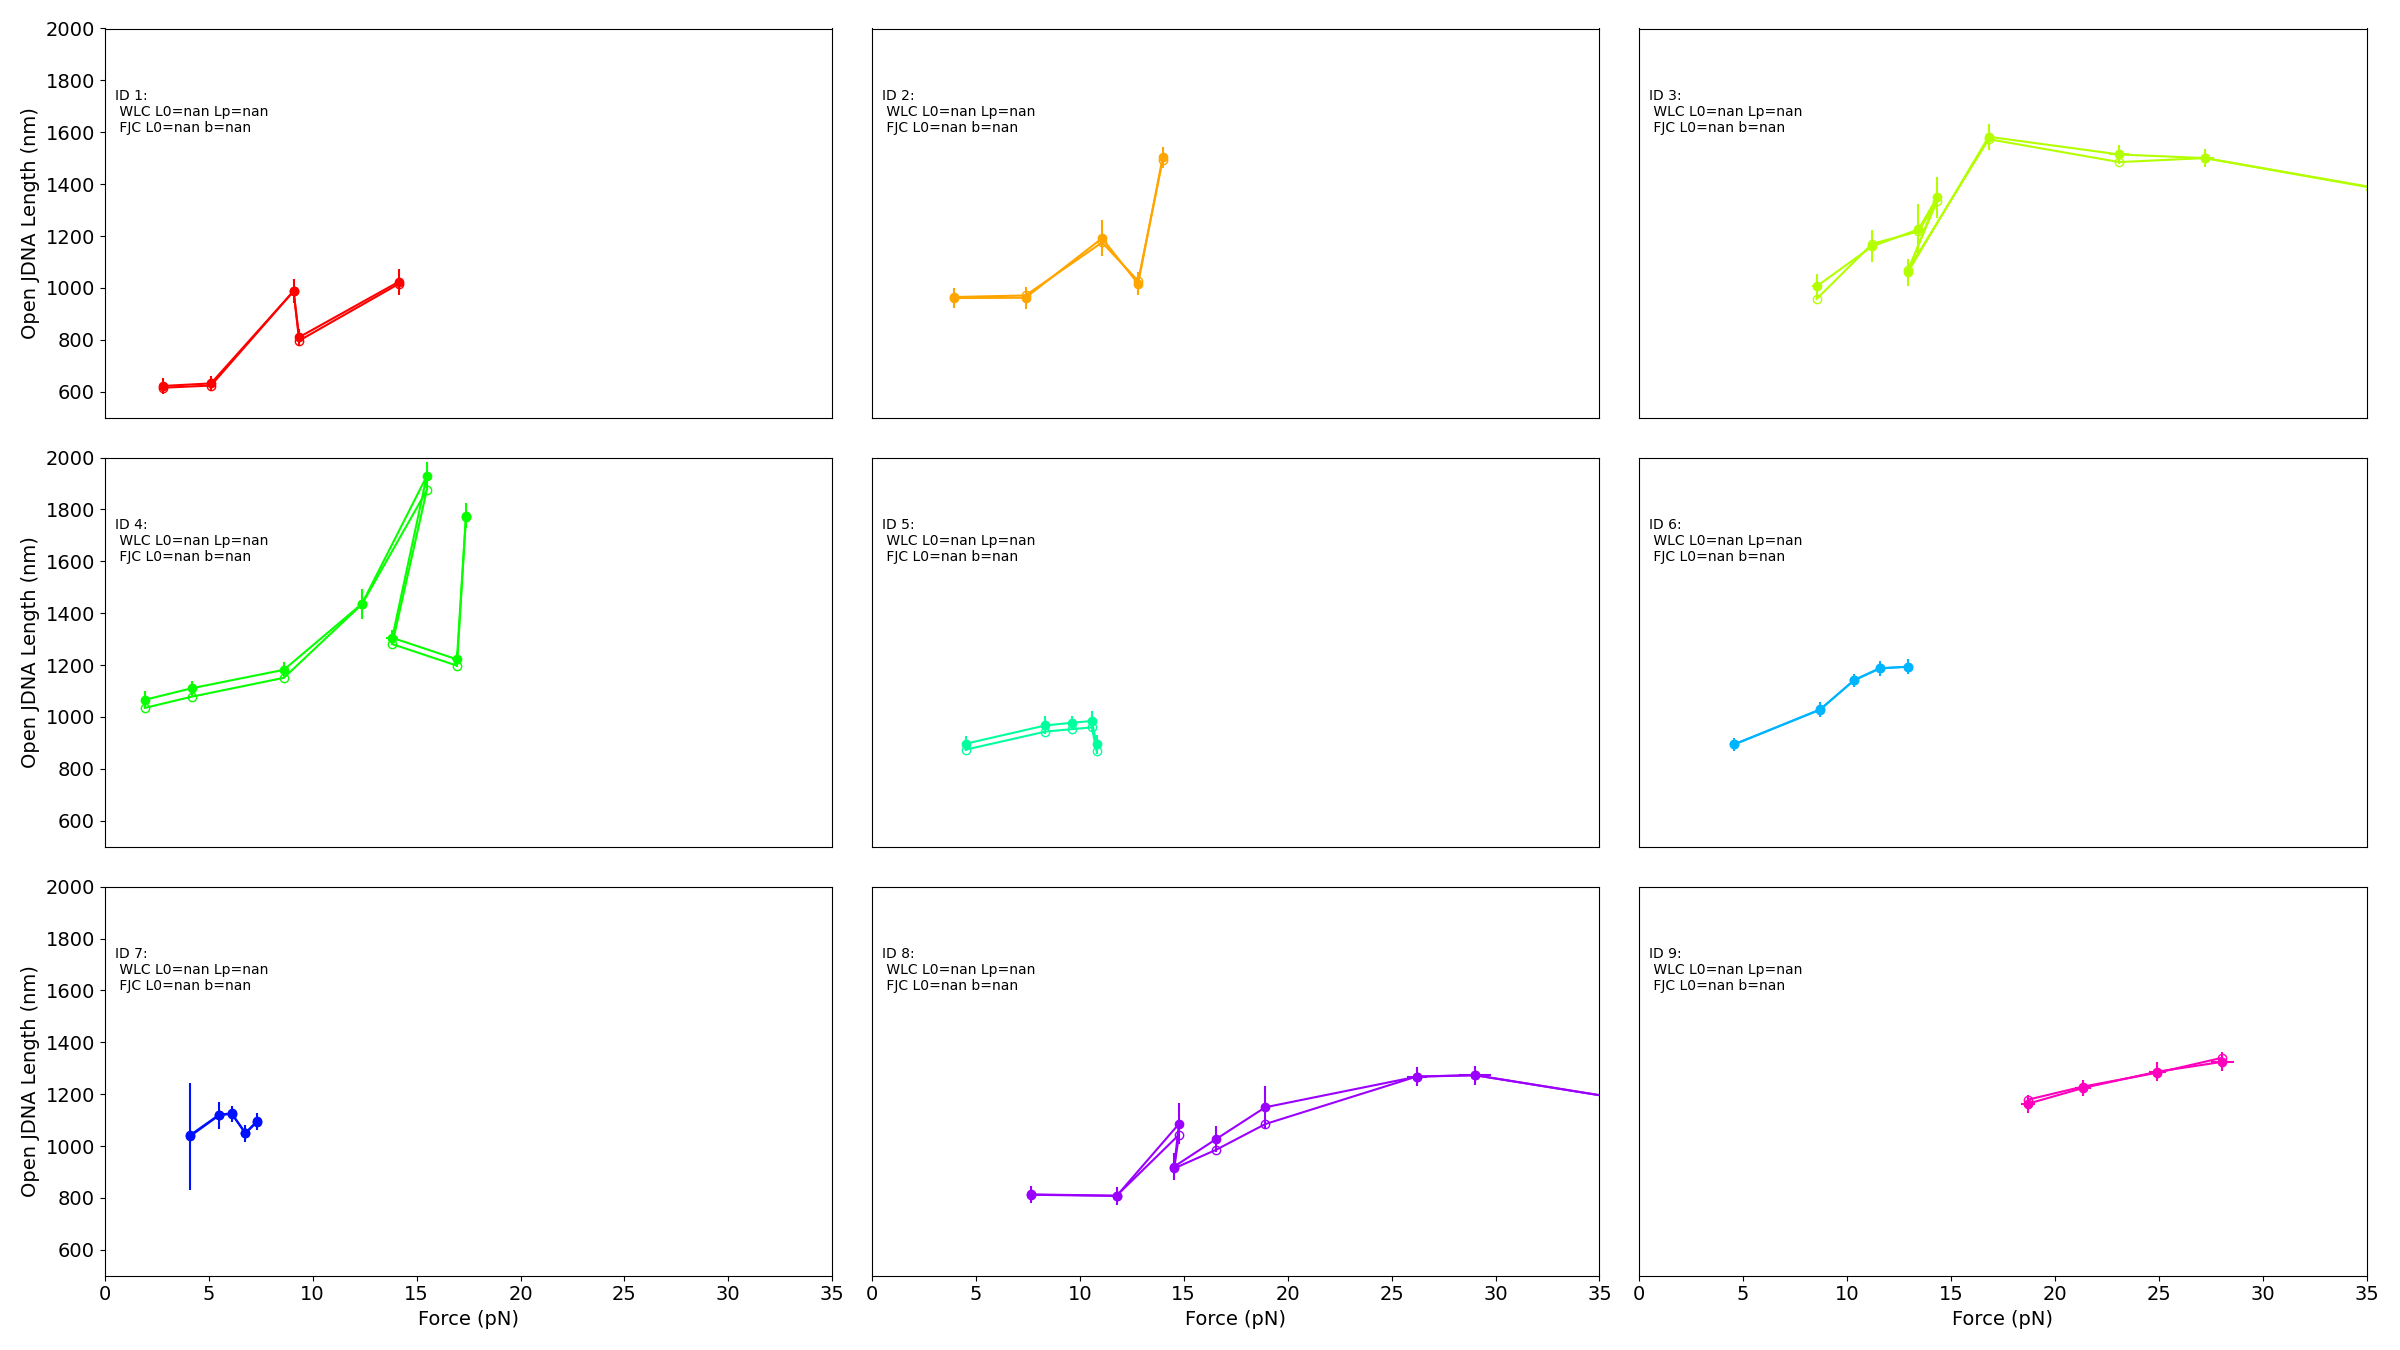 2000
1800
1600
1400
1200
1000
800
600
Open JDNA Length (nm)
ID 1:
WLC L0=nan Lp=nan
FJC L0=nan b=nan
ID 2:
WLC L0=nan Lp=nan
FJC L0=nan b=nan
ID 3:
WLC L0=nan Lp=nan
FJC L0=nan b=nan
2000
1800
1600
1400
1200
1000
800
600
Open JDNA Length (nm)
ID 4:
WLC L0=nan Lp=nan
FJC L0=nan b=nan
ID 5:
WLC L0=nan Lp=nan
FJC L0=nan b=nan
ID 6:
WLC L0=nan Lp=nan
FJC L0=nan b=nan
2000
1800
1600
1400
1200
1000
800
600
Open JDNA Length (nm)
ID 7:
WLC L0=nan Lp=nan
FJC L0=nan b=nan
ID 8:
WLC L0=nan Lp=nan
FJC L0=nan b=nan
ID 9:
WLC L0=nan Lp=nan
FJC L0=nan b=nan
0 5 10 15 20 25 30 35
0 5 10 15 20 25 30 35
0 5 10 15 20 25 30 35
Force (pN)
Force (pN)
Force (pN)